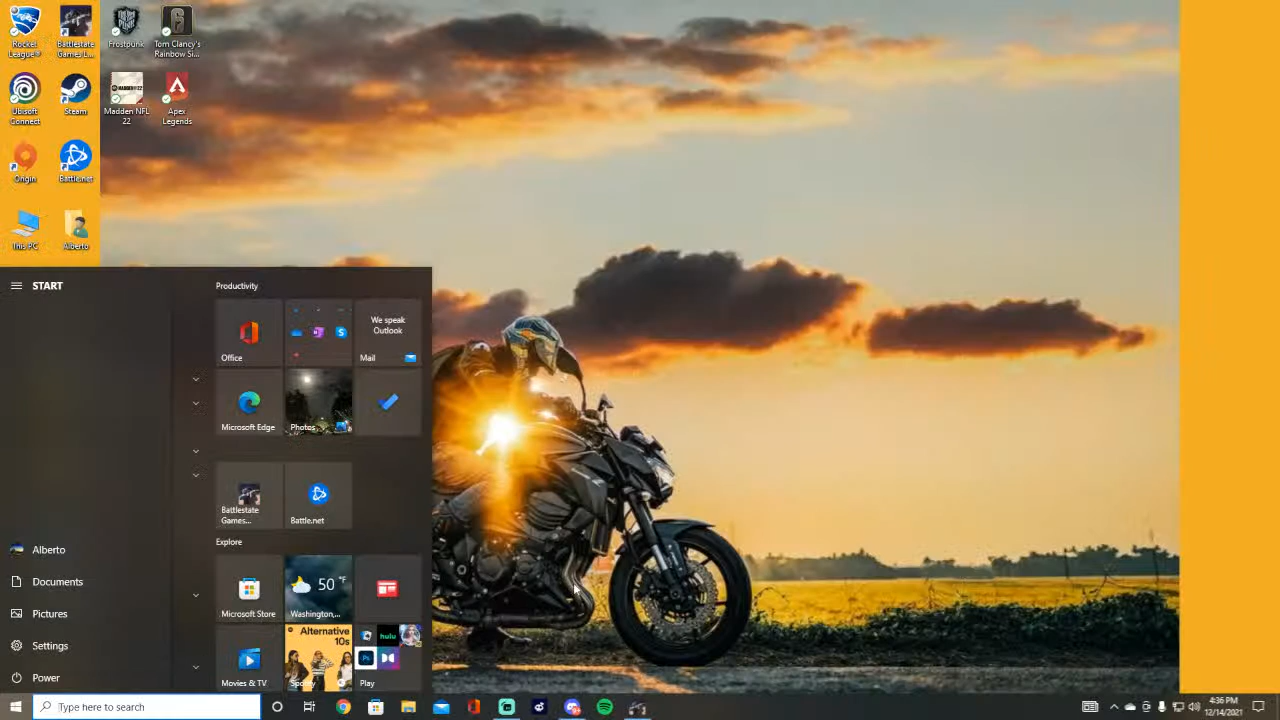 Rocket
League®
Battlestate
Games L...
Frostpunk
Tom Clancy's
Rainbow Si...
Ubisoft
Connect
Steam
Madden NFL
22
Apex
Legends
Origin
Battle.net
This PC
Alberto
START
Productivity
Office
We speak
Outlook
Mail
Microsoft Edge
Photos
Battlestate
Games...
Battle.net
Explore
Alberto
Documents
Pictures
Settings
Power
Microsoft Store
50 °F
Washington,...
Alternative
10s
hulu
Ps
Movies & TV
Spotify
Play
Type here to search
4:36 PM
12/14/2021